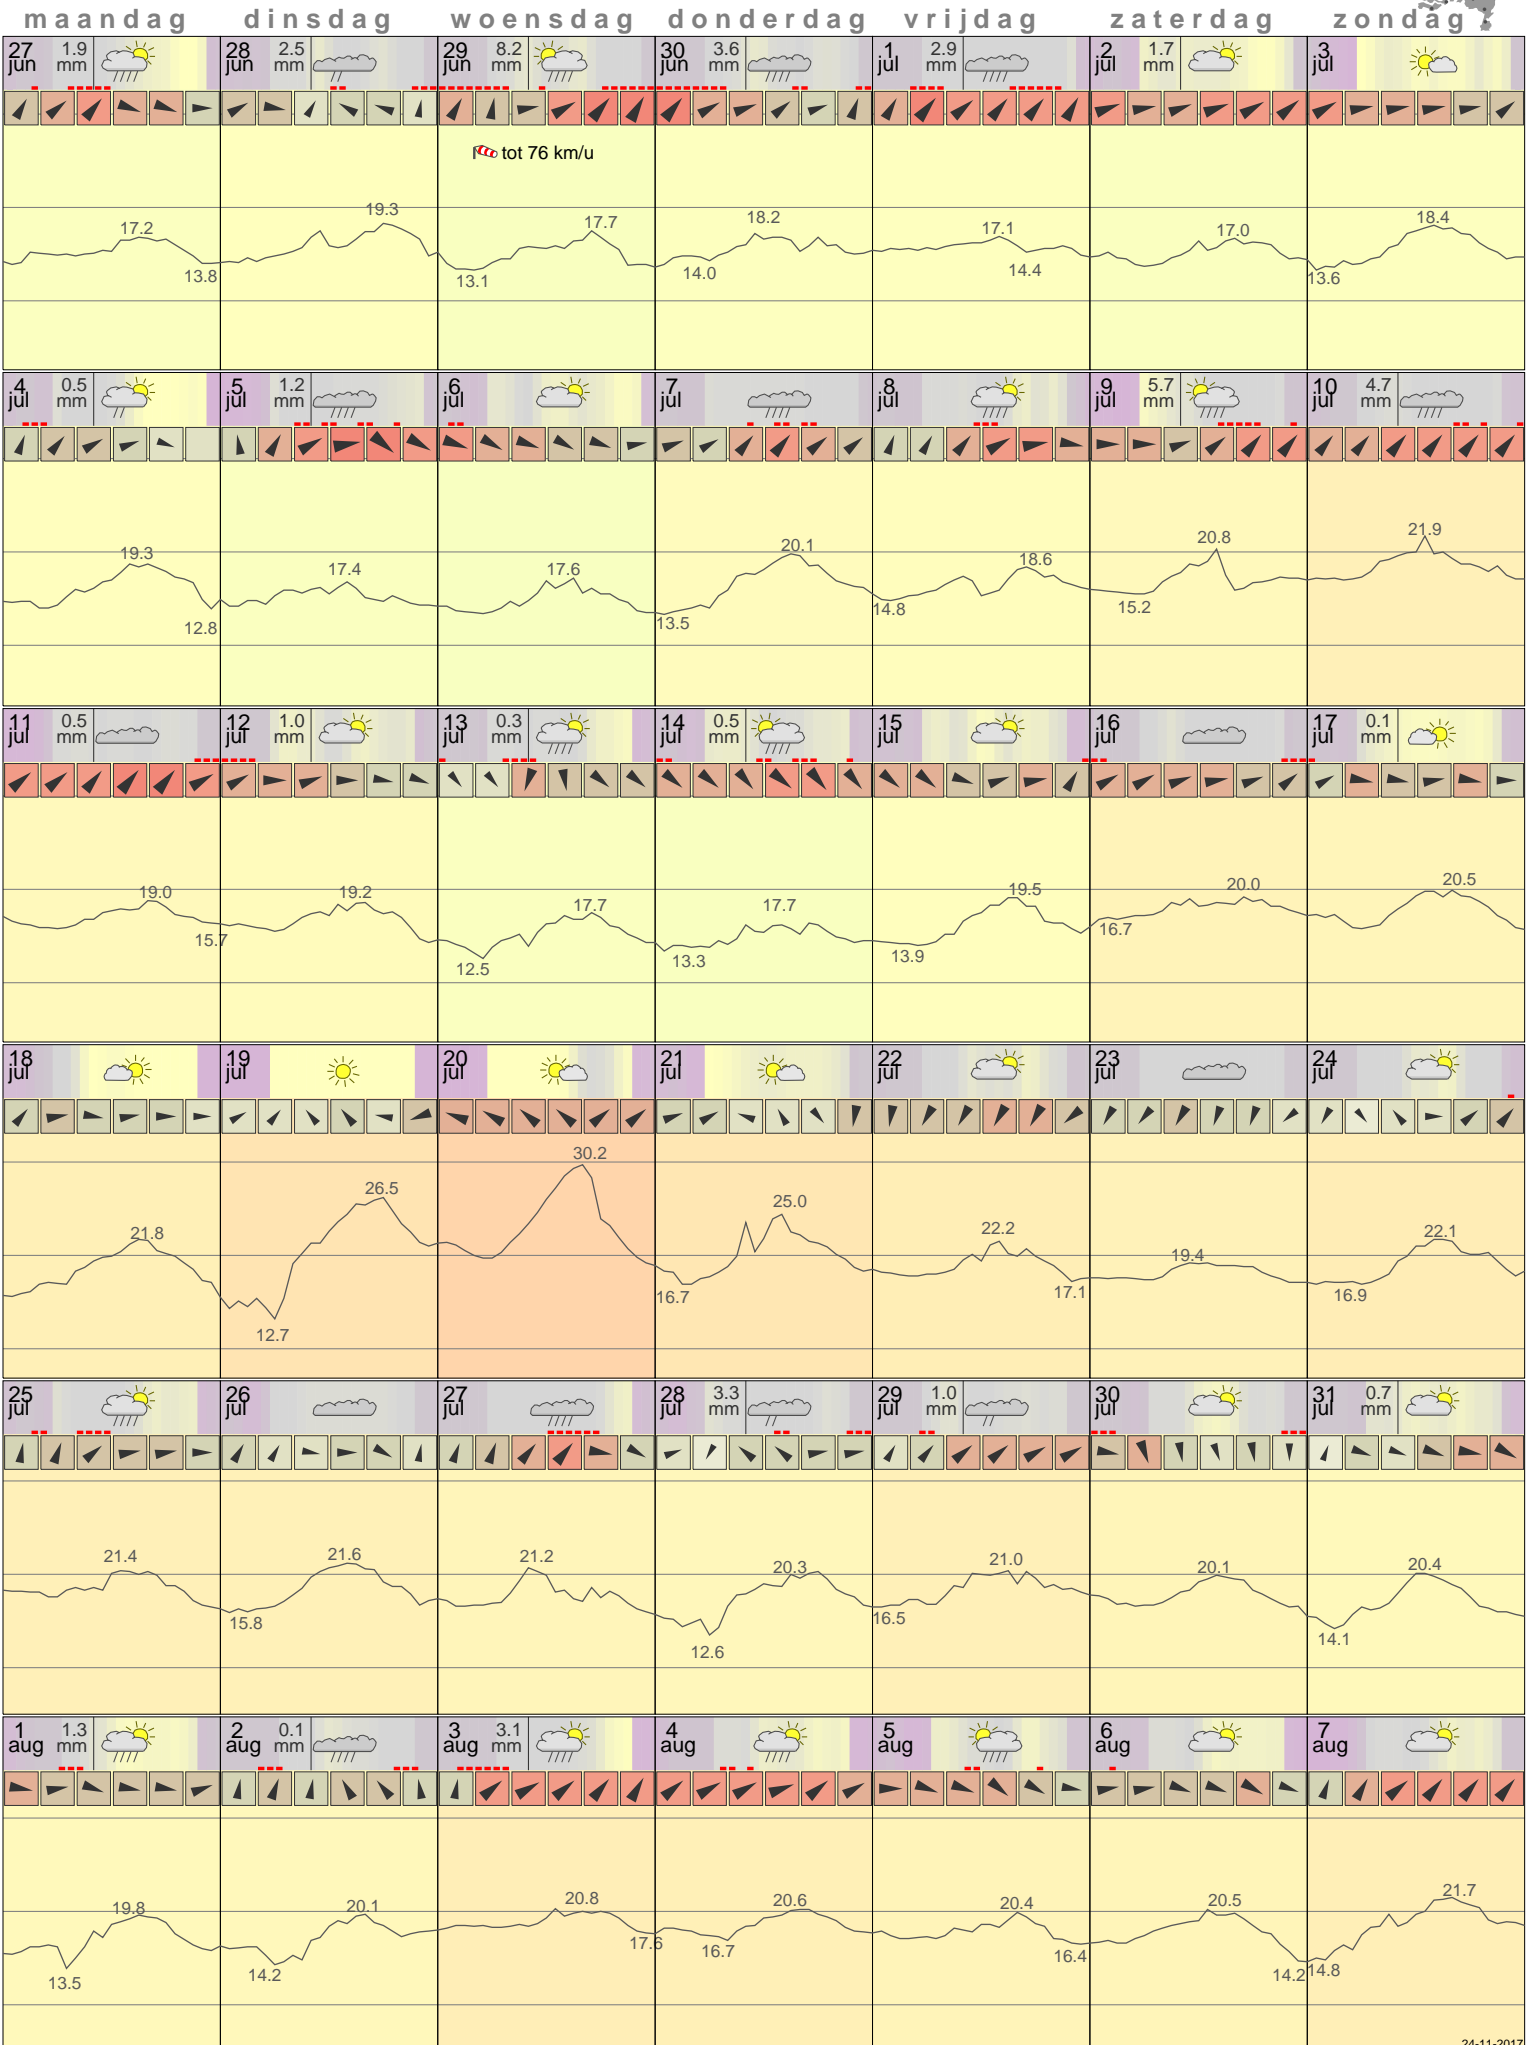 maandag dinsdag woensdag donderdag vrijdag zaterdag zondag
27 1.9 28 2.5 29 8.2 30 3.6 1 2.9 2 1.7 3
jun mm jun mm jun mm jun mm jul mm jul mm jul
tot 76 km/u
17.2 19.3 17.7 18.2 17.1 17.0 18.4
13.8 13.1 14.0 14.4 13.6
4 0.5 5 1.2 6 7 8 9 5.7 10 4.7
jul mm jul mm jul jul jul jul mm jul mm
19.3 17.4 17.6 20.1 18.6 20.8 21.9
12.8 13.5 14.8 15.2
11 0.5 12 1.0 13 0.3 14 0.5 15 16 17 0.1
jul mm jul mm jul mm jul mm jul jul jul mm
19.0 19.2 17.7 17.7 19.5 20.0 20.5
15.7 12.5 13.3 13.9 16.7
18 19 20 21 22 23 24
jul jul jul jul jul jul jul
21.8 26.5 30.2 25.0 22.2 19.4 22.1
12.7 16.7 17.1 16.9
25 26 27 28 3.3 29 1.0 30 31 0.7
jul jul jul jul mm jul mm jul jul mm
21.4 21.6 21.2 20.3 21.0 20.1 20.4
15.8 12.6 16.5 14.1
1 1.3 2 0.1 3 3.1 4 5 6 7
aug mm aug mm aug mm aug aug aug aug
19.8 20.1 20.8 20.6 20.4 20.5 21.7
13.5 14.2 17.6 16.7 16.4 14.2 14.8
24-11-2017